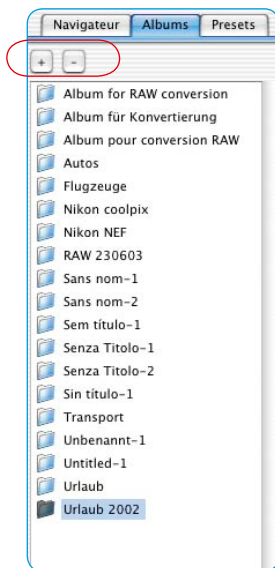 Navigateur Albums Presets
+ -
Album for RAW conversion
Album für Konvertierung
Album pour conversion RAW
Autos
Flugzeuge
Nikon coolpix
Nikon NEF
RAW 230603
Sans nom-1
Sans nom-2
Sem título-1
Senza Titolo-1
Senza Titolo-2
Sin título-1
Transport
Unbenannt-1
Untitled-1
Urlaub
Urlaub 2002